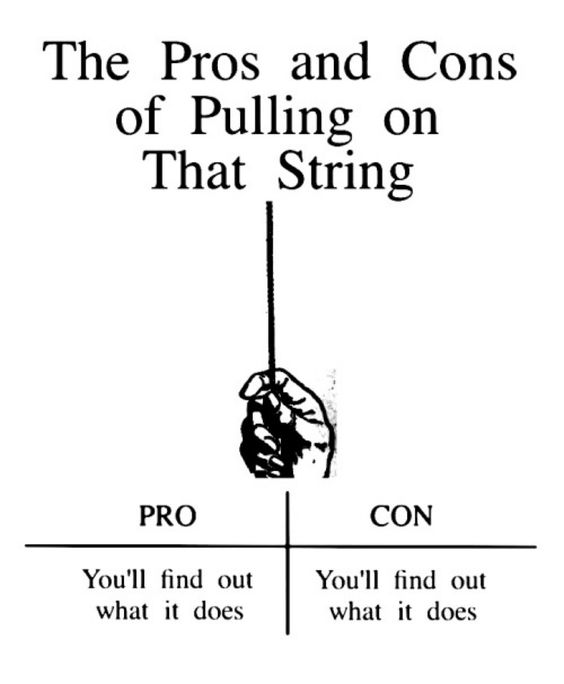 The Pros and Cons
of Pulling on
That String
PRO
CON
You'll find out
what it does
You'll find out
what it does